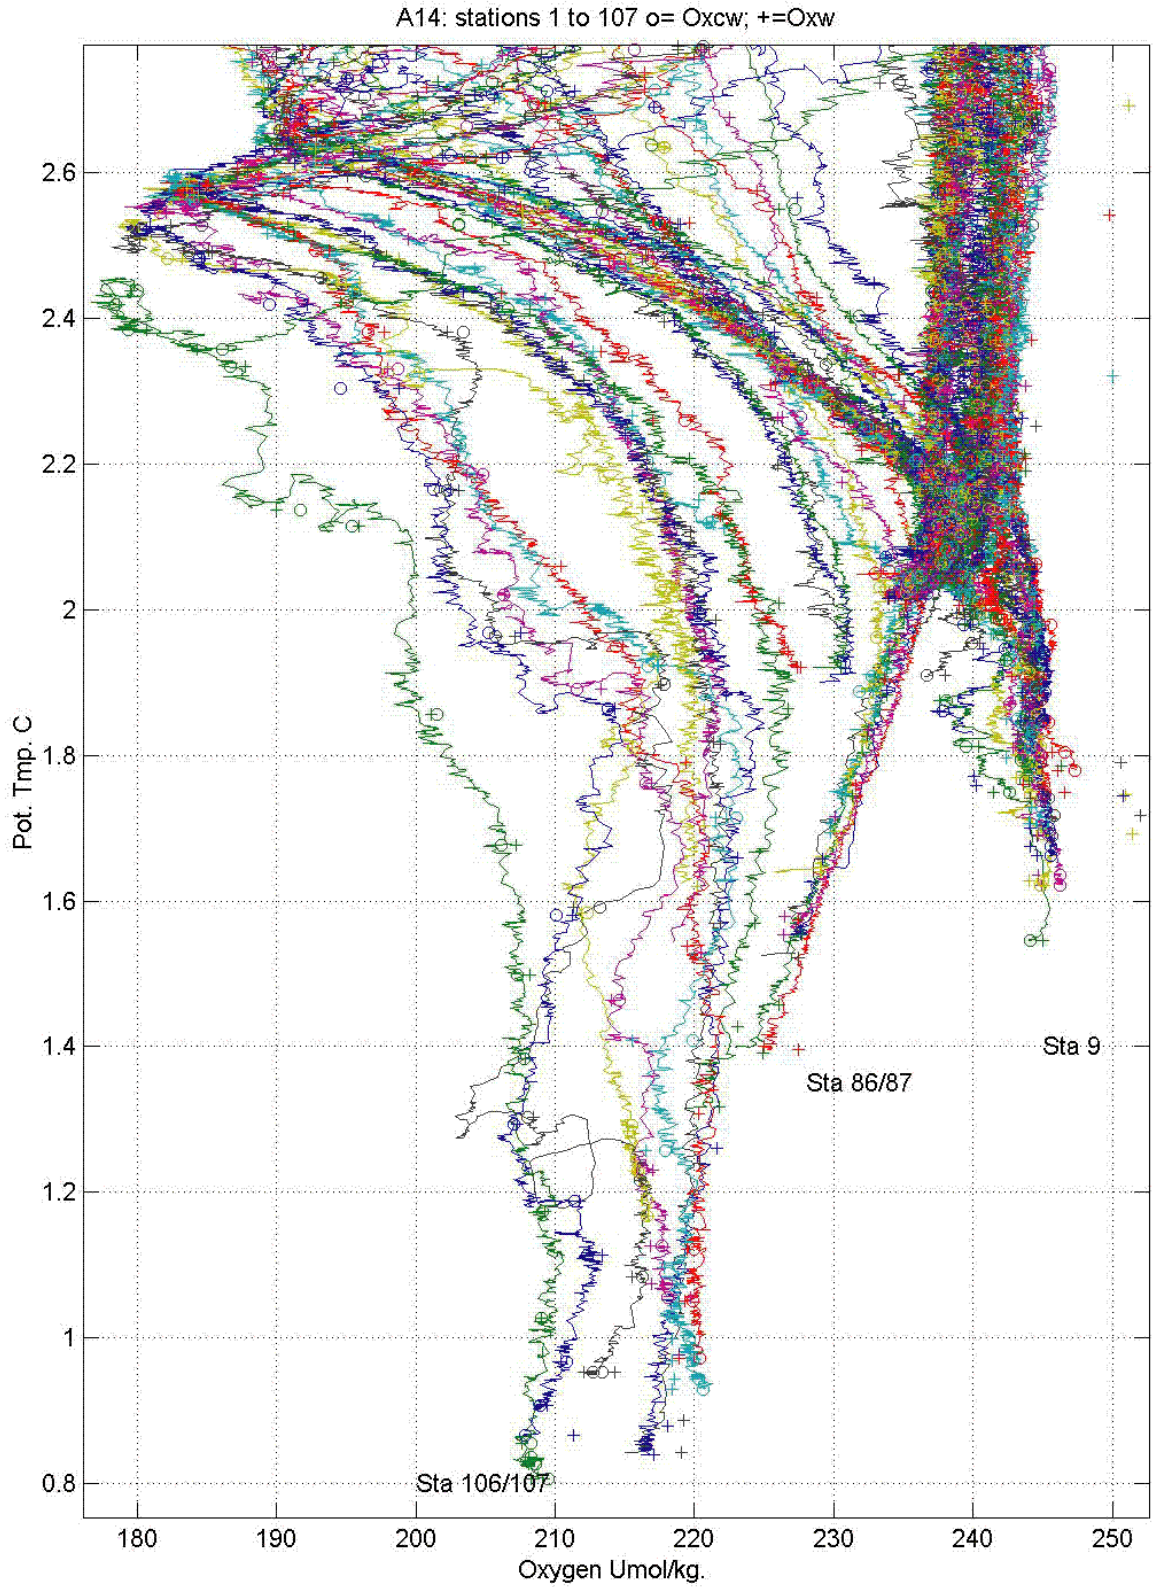 A14: stations 1 to 107 o= Oxcw; +=Oxw
2.6
2.4
2.2
2
1.8
1.6
1.4
1.2
1
0.8
Pot. Tmp. C
Sta 9
Sta 86/87
Sta 106/107
180 190 200 210 220 230 240 250
Oxygen Umol/kg.